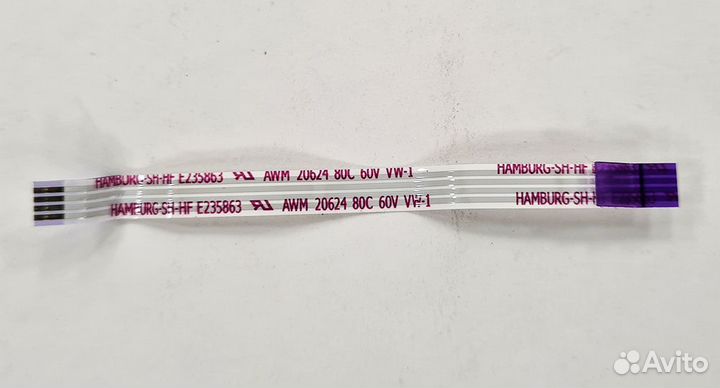 HAMBURG-SH-HF E235863 AWM 20624 80C 60V VW-1 HAMBURG-SH-HF
HAMBURG-SH-HF E235863 AWM 20624 80C 60V VW-1 HAMBURG-SH-H
Avito